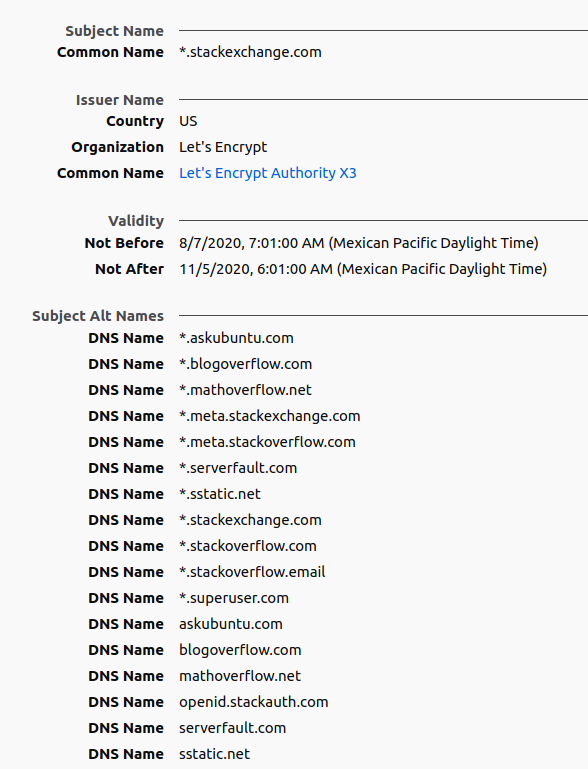 Subject Name
Common Name *.stackexchange.com
Issuer Name
Country US
Organization Let's Encrypt
Common Name Let's Encrypt Authority X3
Validity
Not Before 8/7/2020, 7:01:00 AM (Mexican Pacific Daylight Time)
Not After 11/5/2020, 6:01:00 AM (Mexican Pacific Daylight Time)
Subject Alt Names
DNS Name *.askubuntu.com
DNS Name *.blogoverflow.com
DNS Name *.mathoverflow.net
DNS Name *.meta.stackexchange.com
DNS Name *.meta.stackoverflow.com
DNS Name *.serverfault.com
DNS Name *.sstatic.net
DNS Name *.stackexchange.com
DNS Name *.stackoverflow.com
DNS Name *.stackoverflow.email
DNS Name *.superuser.com
DNS Name askubuntu.com
DNS Name blogoverflow.com
DNS Name mathoverflow.net
DNS Name openid.stackauth.com
DNS Name serverfault.com
DNS Name sstatic.net